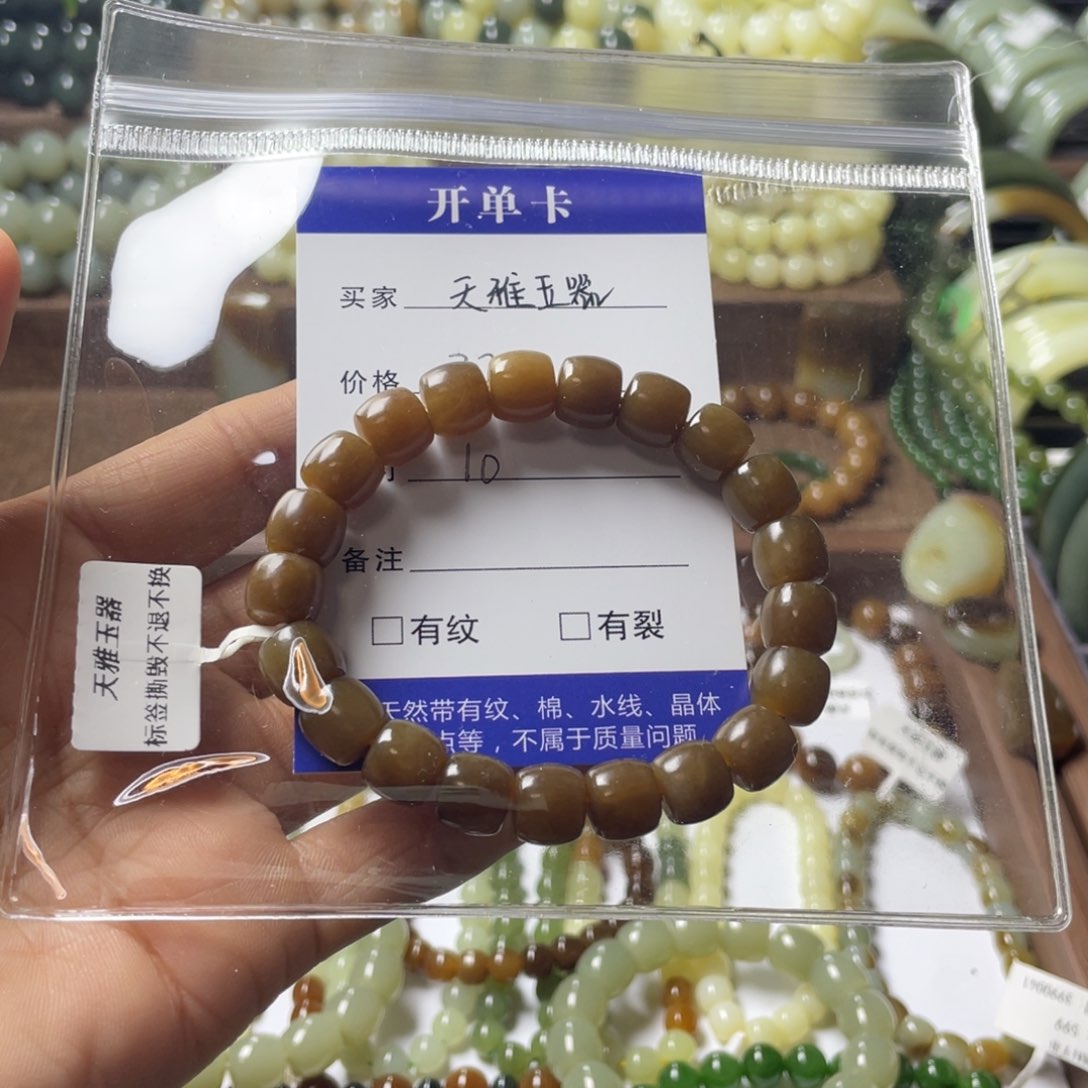 开单卡
买家 天雅玉器
价格
10
备注
□有纹 □有裂
天然带有纹、棉、水线、晶体
点等，不属于质量问题
天雅玉器
标签撕毁不退不换
1900668